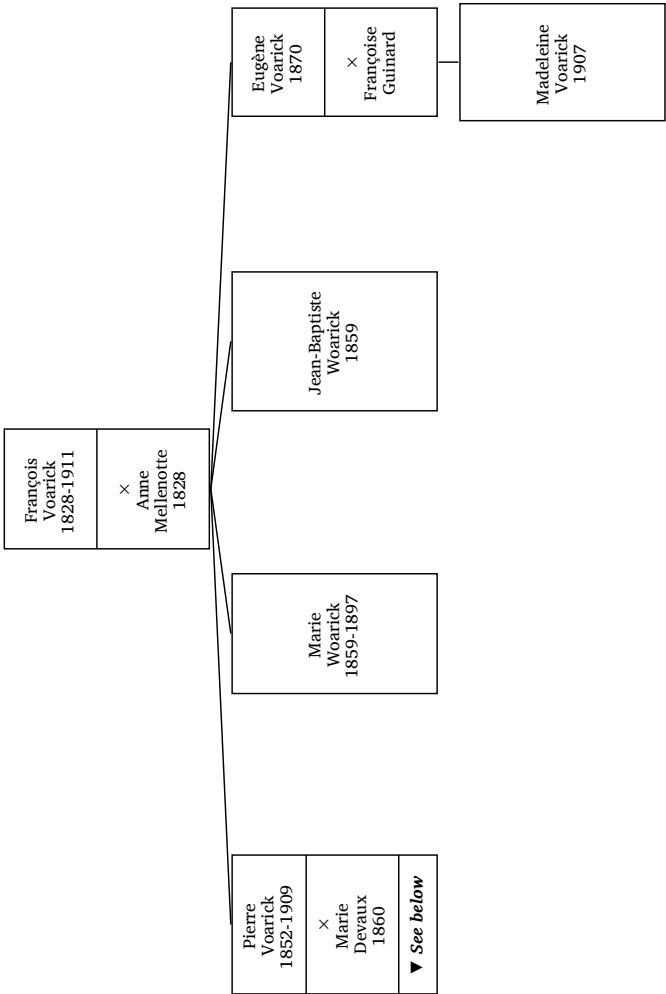 François
Voarick
1828-1911
×
Anne
Mellenotte
1828
Pierre
Voarick
1852-1909
×
Marie
Devaux
1860
▼ See below
Marie
Woarick
1859-1897
Jean-Baptiste
Woarick
1859
Eugène
Voarick
1870
×
Françoise
Guinard
Madeleine
Voarick
1907